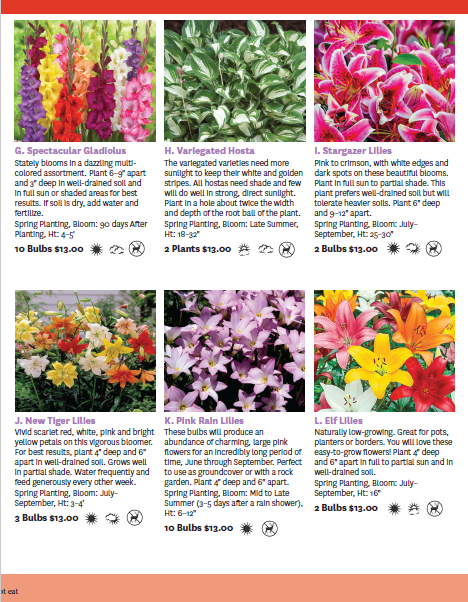 G. Spectacular Gladiolus
Stately blooms in a dazzling multi-
colored assortment. Plant 6-9" apart
and 3" deep in well-drained soil and
in full sun or shaded areas for best
results. If soil is dry, add water and
fertilize.
Spring Planting, Bloom: 90 days After
Planting, Ht: 4-5'
10 Bulbs $13.00
H. Variegated Hosta
The variegated varieties need more
sunlight to keep their white and golden
stripes. All hostas need shade and few
will do well in strong, direct sunlight.
Plant in a hole about twice the width
and depth of the root ball of the plant.
Spring Planting, Bloom: Late Summer,
Ht: 18-32"
2 Plants $13.00
I. Stargazer Lilies
Pink to crimson, with white edges and
dark spots on these beautiful blooms.
Plant in full sun to partial shade. This
plant prefers well-drained soil but will
tolerate heavier soils. Plant 6" deep
and 9-12" apart.
Spring Planting, Bloom: July-
September, Ht: 25-30"
2 Bulbs $13.00
J. New Tiger Lilies
Vivid scarlet red, white, pink and bright
yellow petals on this vigorous bloomer.
For best results, plant 4" deep and 6"
apart in well-drained soil. Grows well
in partial shade. Water frequently and
feed generously every other week.
Spring Planting, Bloom: July-
September, Ht: 3-4'
3 Bulbs $13.00
K. Pink Rain Lilies
These bulbs will produce an
abundance of charming, large pink
flowers for an incredibly long period of
time, June through September. Perfect
to use as groundcover or with a rock
garden. Plant 4" deep and 6" apart.
Spring Planting, Bloom: Mid to Late
Summer (3-5 days after a rain shower),
Ht: 6-12"
10 Bulbs $13.00
L. Elf Lilies
Naturally low-growing. Great for pots,
planters or borders. You will love these
easy-to-grow flowers! Plant 4" deep
and 6" apart in full to partial sun and in
well-drained soil.
Spring Planting, Bloom: July-
September, Ht: 16"
2 Bulbs $13.00
ot eat